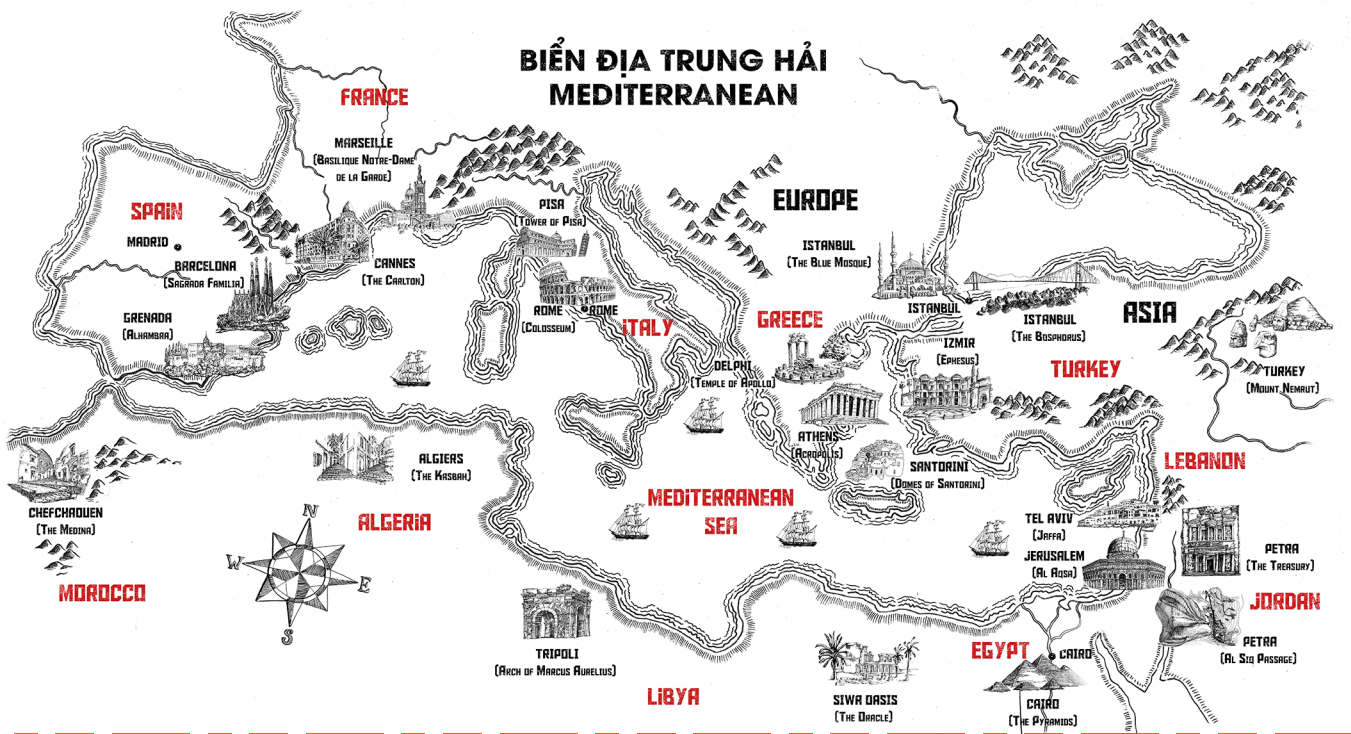 BIỂN ĐỊA TRUNG HẢI
MEDITERRANEAN
FRANCE
MARSEILLE
(BASILIQUE NOTRE-DAME
DE LA GARDE)
SPAIN
MADRID
BARCELONA
(SAGRADA FAMILIA)
GRENADA
(ALHAMBRA)
CANNES
(THE CARLTON)
PISA
(TOWER OF PISA)
ROME
(COLOSSEUM)
ROME
ITALY
EUROPE
ISTANBUL
(THE BLUE MOSQUE)
ISTANBUL
ISTANBUL
(THE BOSPHORUS)
ASIA
GREECE
IZMIR
(EPHESUS)
TURKEY
TURKEY
(MOUNT NEMRUT)
DELPHI
(TEMPLE OF APOLLO)
ATHENS
(ACROPOLIS)
SANTORINI
(DOMES OF SANTORINI)
LEBANON
CHEFCHAOUEN
(THE MEDINA)
MOROCCO
ALGIERS
(THE KASBAH)
ALGERIA
N
W
E
S
MEDITERRANEAN
SEA
TEL AVIV
(JAFFA)
JERUSALEM
(AL AQSA)
PETRA
(THE TREASURY)
JORDAN
PETRA
(AL SIQ PASSAGE)
TRIPOLI
(ARCH OF MARCUS AURELIUS)
LIBYA
SIWA OASIS
(THE ORACLE)
EGYPT
CAIRO
CAIRO
(THE PYRAMIDS)